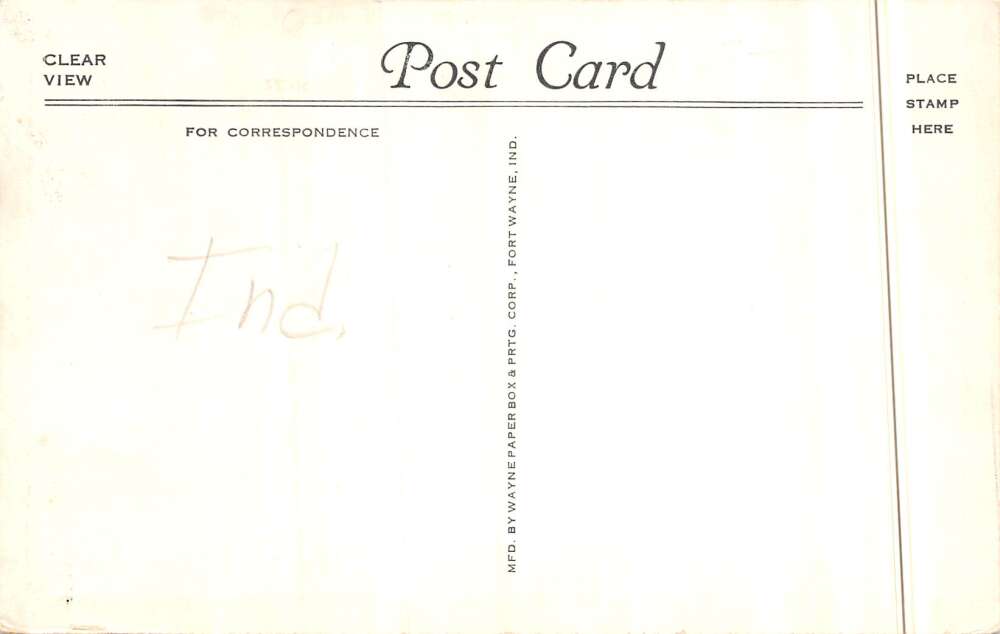 CLEAR
VIEW
Post Card
PLACE
STAMP
HERE
FOR CORRESPONDENCE
Ind.
MFD. BY WAYNE PAPER BOX & PRTG. CORP., FORT WAYNE, IND.